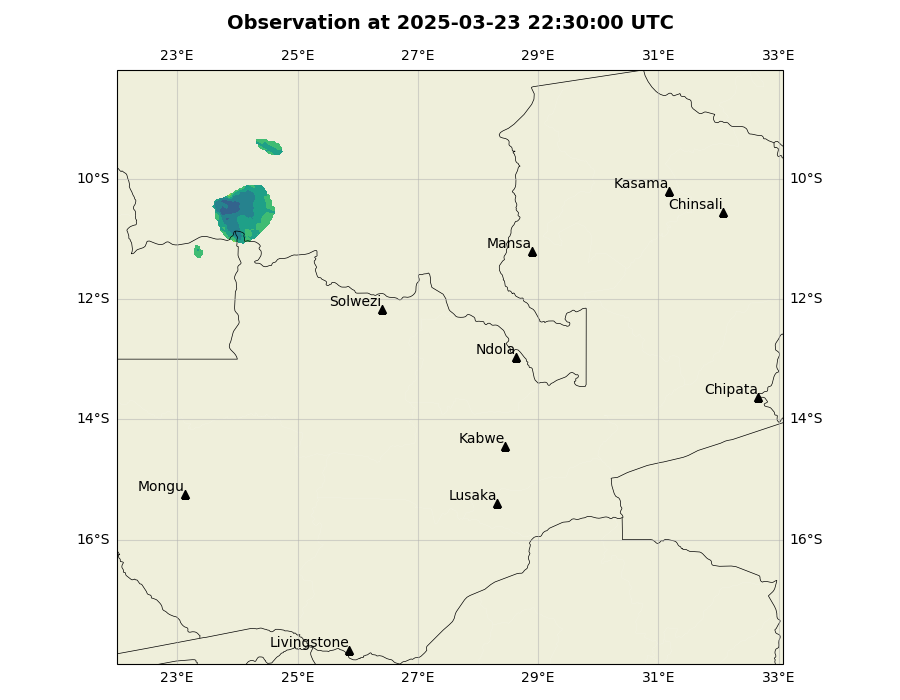 Observation at 2025-03-23 22:30:00 UTC
23°E 25°E 27°E 29°E 31°E 33°E
10°S 10°S
Kasama
Chinsali
Mansa
12°S 12°S
Solwezi
Ndola
Chipata
14°S 14°S
Kabwe
Mongu
Lusaka
16°S 16°S
Livingstone
23°E 25°E 27°E 29°E 31°E 33°E